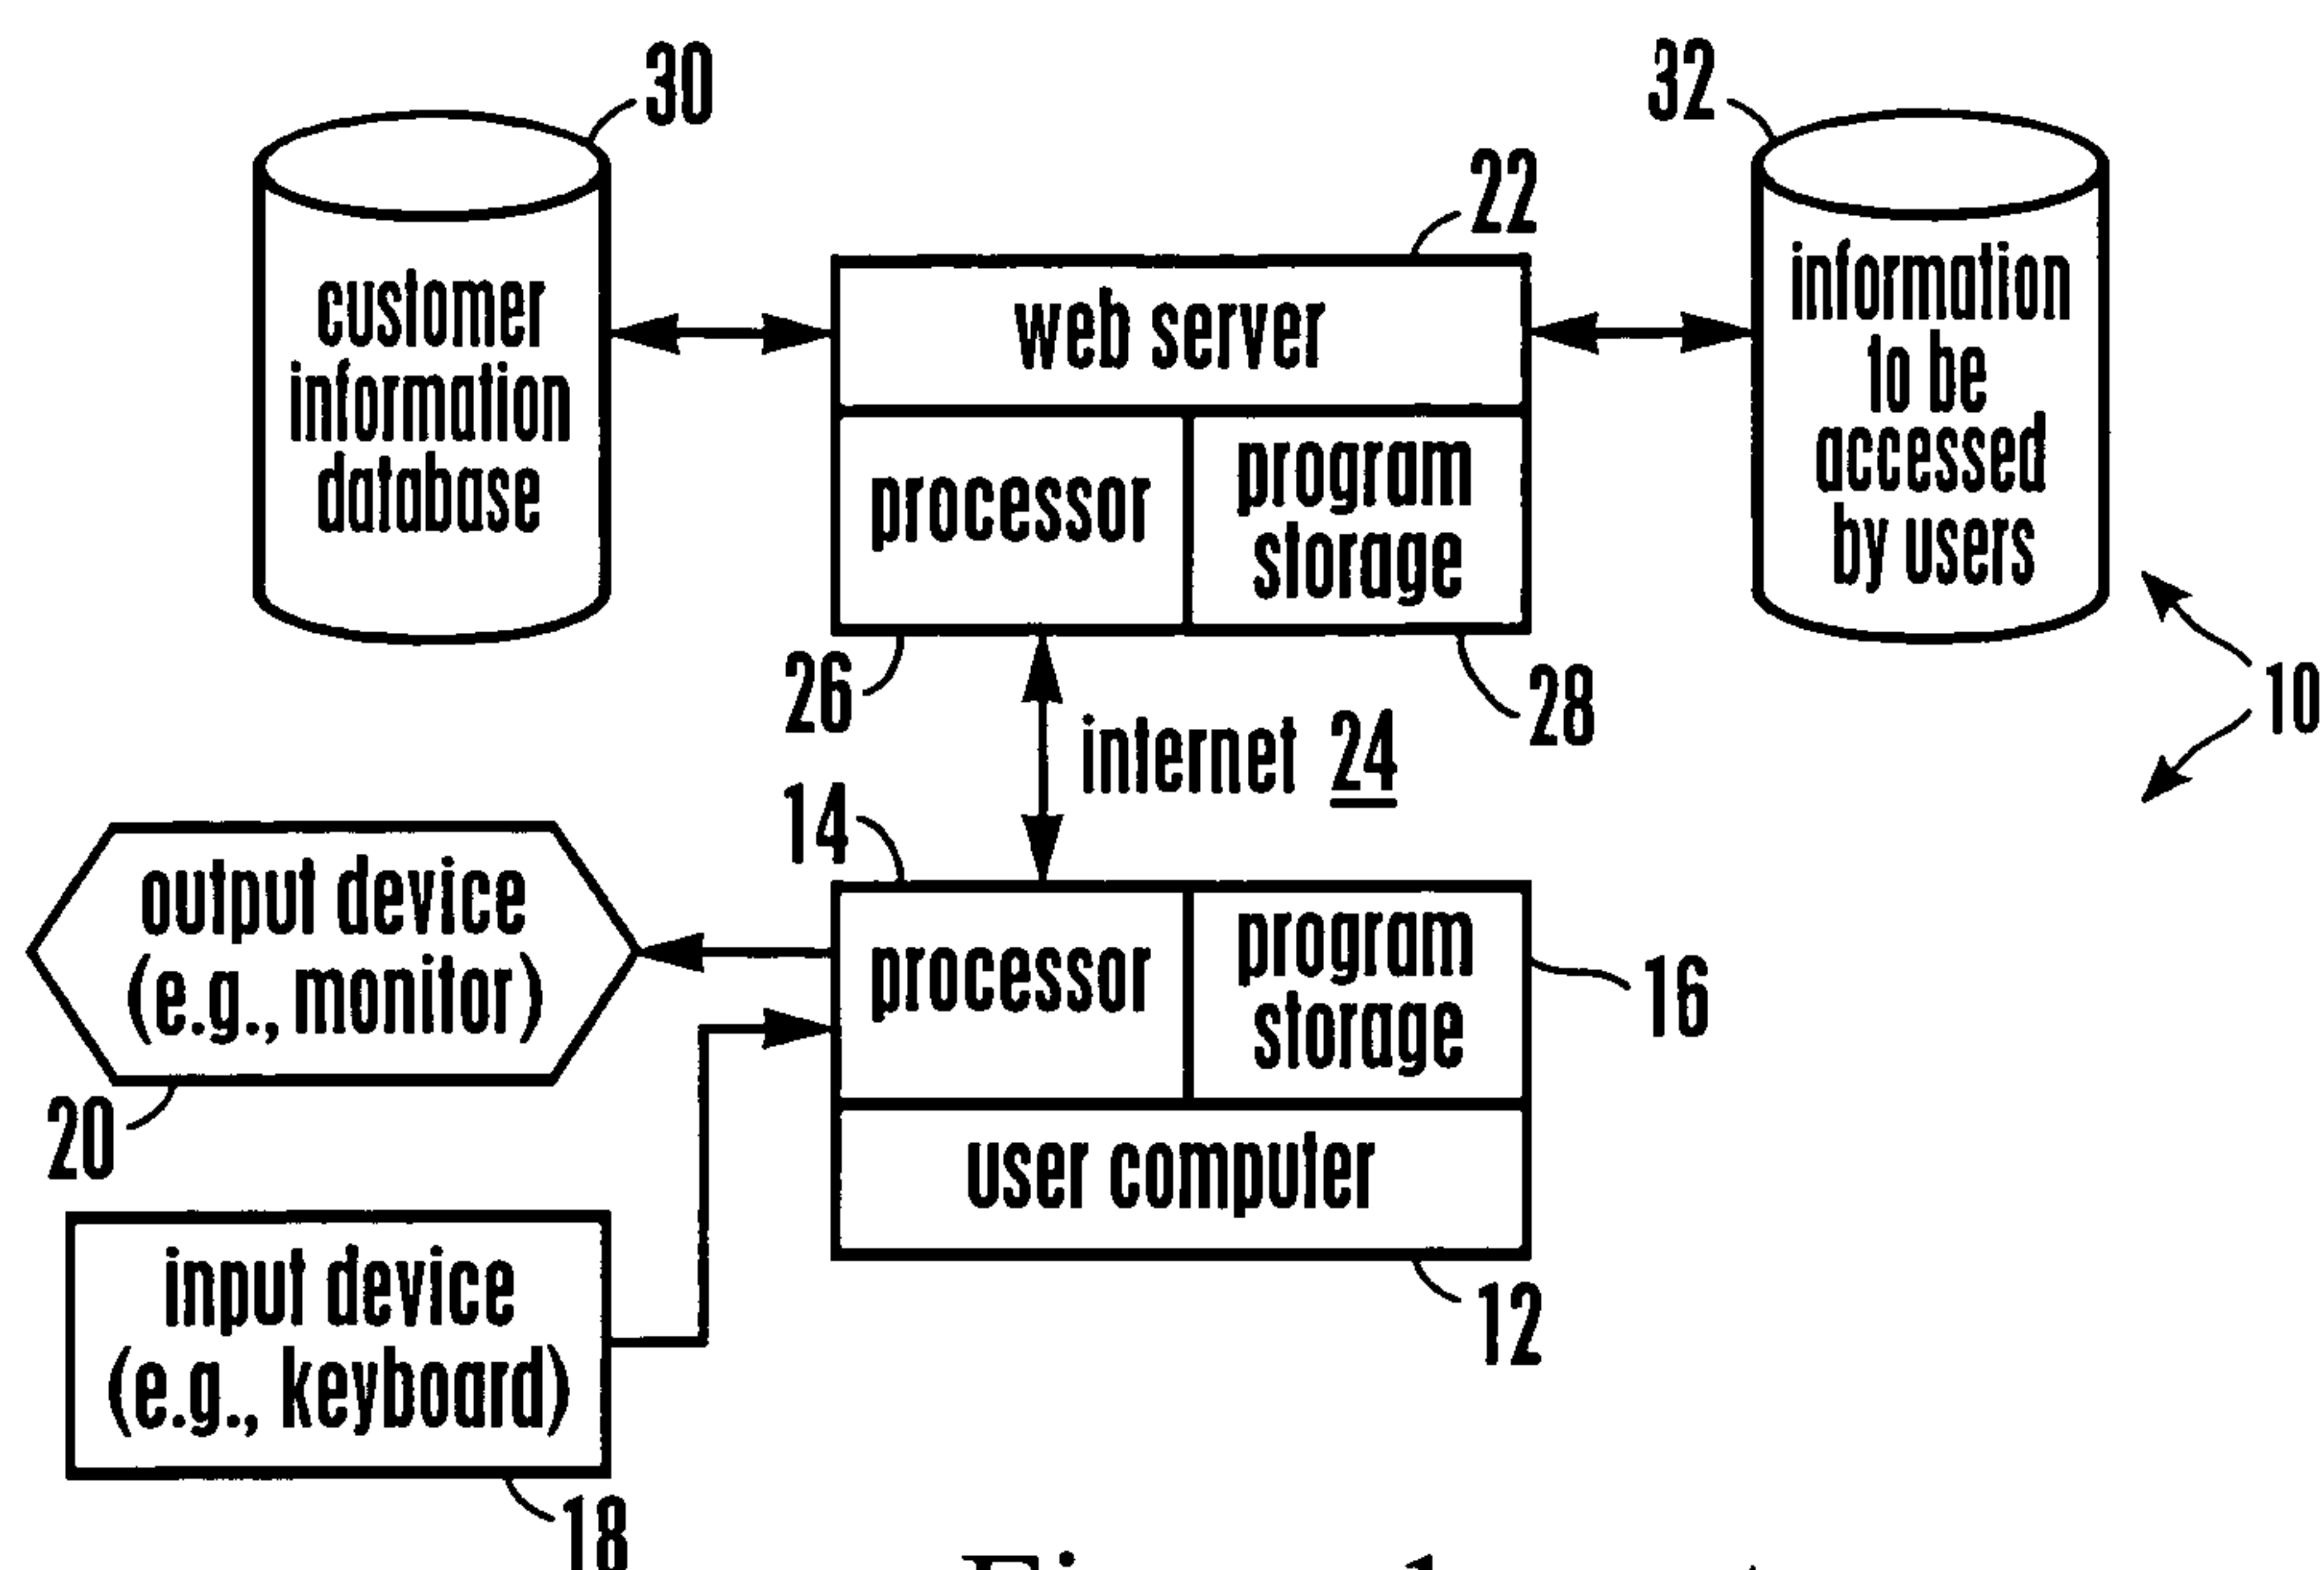 30
32
22
customer
information
database
web server
processor
program
storage
information
to be
accessed
by users
26
28
10
internet 24
14
output device
(e.g., monitor)
20
processor
program
storage
16
user computer
12
input device
(e.g., keyboard)
18